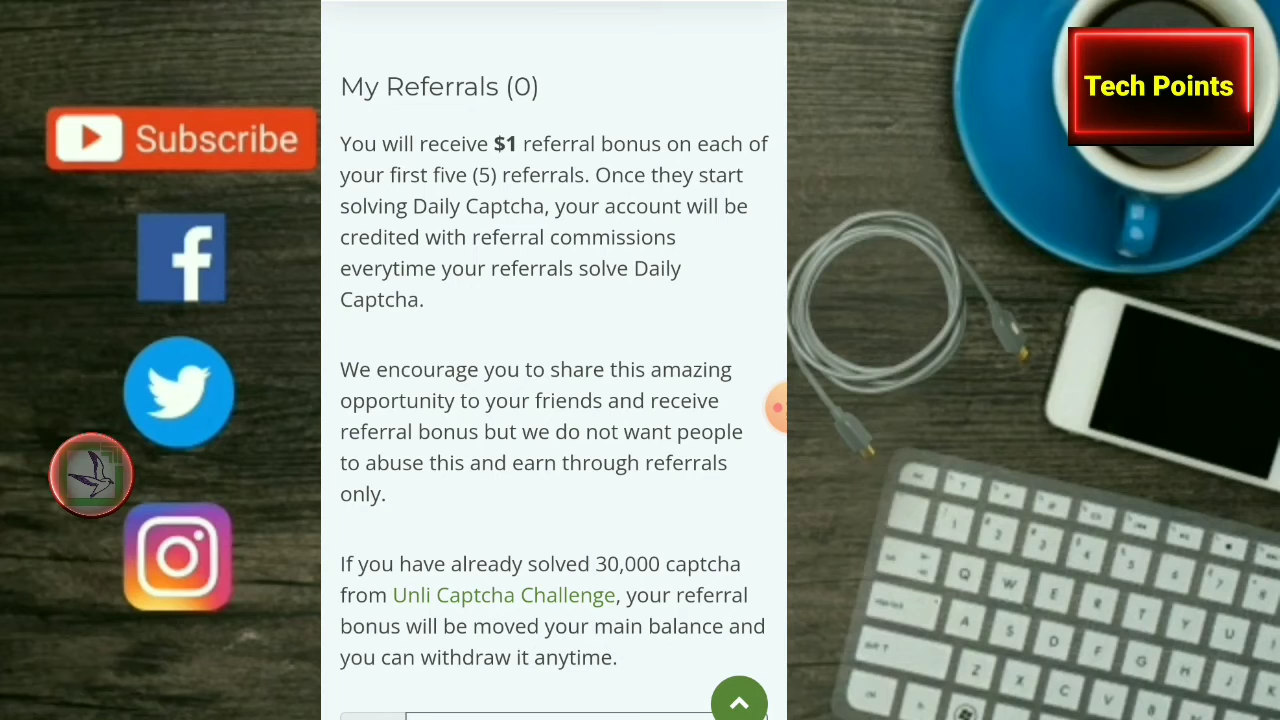 Subscribe
Tech Points
My Referrals (0)
You will receive $1 referral bonus on each of
your first five (5) referrals. Once they start
solving Daily Captcha, your account will be
credited with referral commissions
everytime your referrals solve Daily
Captcha.
We encourage you to share this amazing
opportunity to your friends and receive
referral bonus but we do not want people
to abuse this and earn through referrals
only.
If you have already solved 30,000 captcha
from Unli Captcha Challenge, your referral
bonus will be moved your main balance and
you can withdraw it anytime.